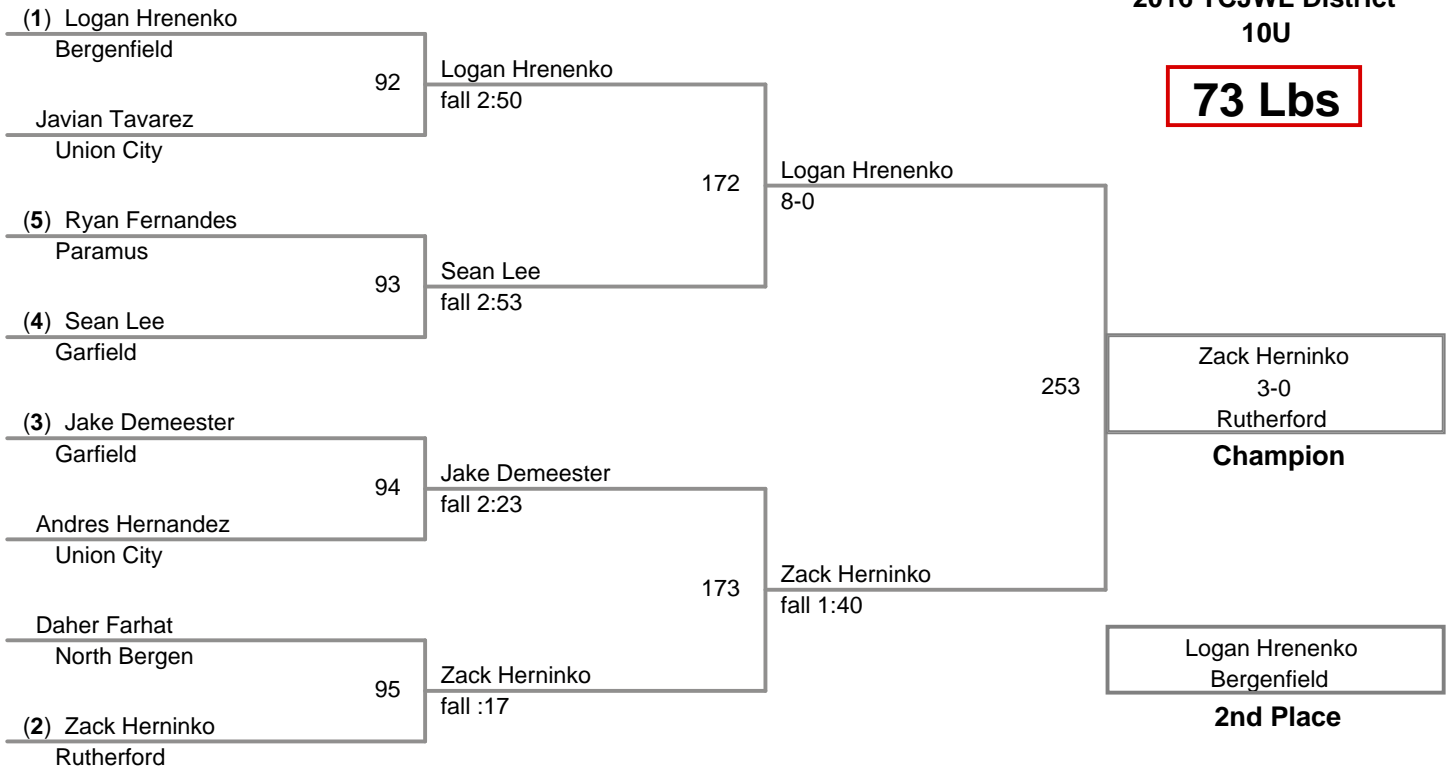 2016 TCJWL District
10U
73 Lbs
(1) Logan Hrenenko
Bergenfield
92
Javian Tavarez
Union City
Logan Hrenenko
fall 2:50
(5) Ryan Fernandes
Paramus
93
(4) Sean Lee
Garfield
Sean Lee
fall 2:53
172
Logan Hrenenko
8-0
(3) Jake Demeester
Garfield
94
Andres Hernandez
Union City
Jake Demeester
fall 2:23
Daher Farhat
North Bergen
95
(2) Zack Herninko
Rutherford
Zack Herninko
fall :17
173
Zack Herninko
fall 1:40
253
Zack Herninko
3-0
Rutherford
Champion
Logan Hrenenko
Bergenfield
2nd Place